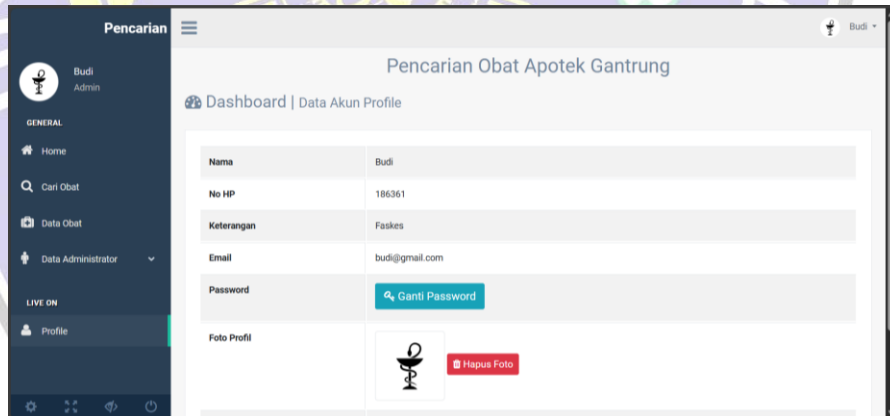 Pencarian
Budi
Budi
Admin
GENERAL
Home
Cari Obat
Data Obat
Data Administrator
LIVE ON
Profile
Pencarian Obat Apotek Gantrung
Dashboard | Data Akun Profile
Nama Budi
No HP 186361
Keterangan Faskes
Email budi@gmail.com
Password Ganti Password
Foto Profil Hapus Foto